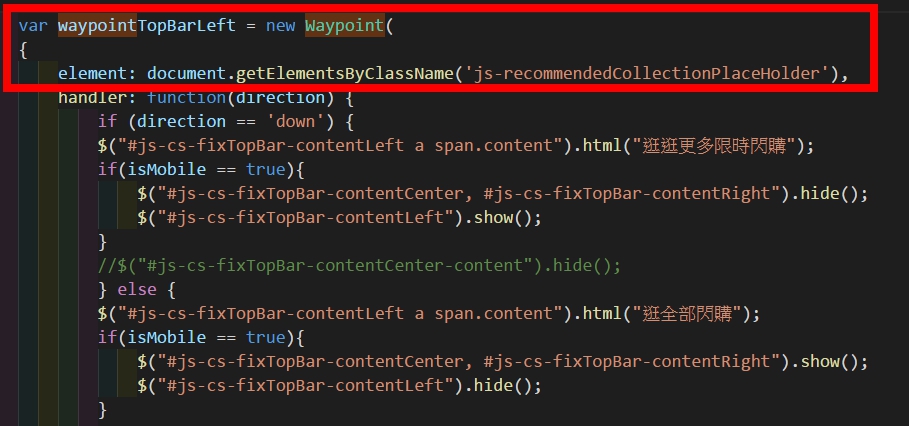 var waypointTopBarLeft = new Waypoint(
{
    element: document.getElementsByClassName('js-recommendedCollectionPlaceHolder'),
    handler: function(direction) {
        if (direction == 'down') {
        $("#js-cs-fixTopBar-contentLeft a span.content").html("逛逛更多限時閃購");
        if(isMobile == true){
            $("#js-cs-fixTopBar-contentCenter, #js-cs-fixTopBar-contentRight").hide();
            $("#js-cs-fixTopBar-contentLeft").show();
        }
        //$("#js-cs-fixTopBar-contentCenter-content").hide();
        } else {
        $("#js-cs-fixTopBar-contentLeft a span.content").html("逛全部閃購");
        if(isMobile == true){
            $("#js-cs-fixTopBar-contentCenter, #js-cs-fixTopBar-contentRight").show();
            $("#js-cs-fixTopBar-contentLeft").hide();
        }